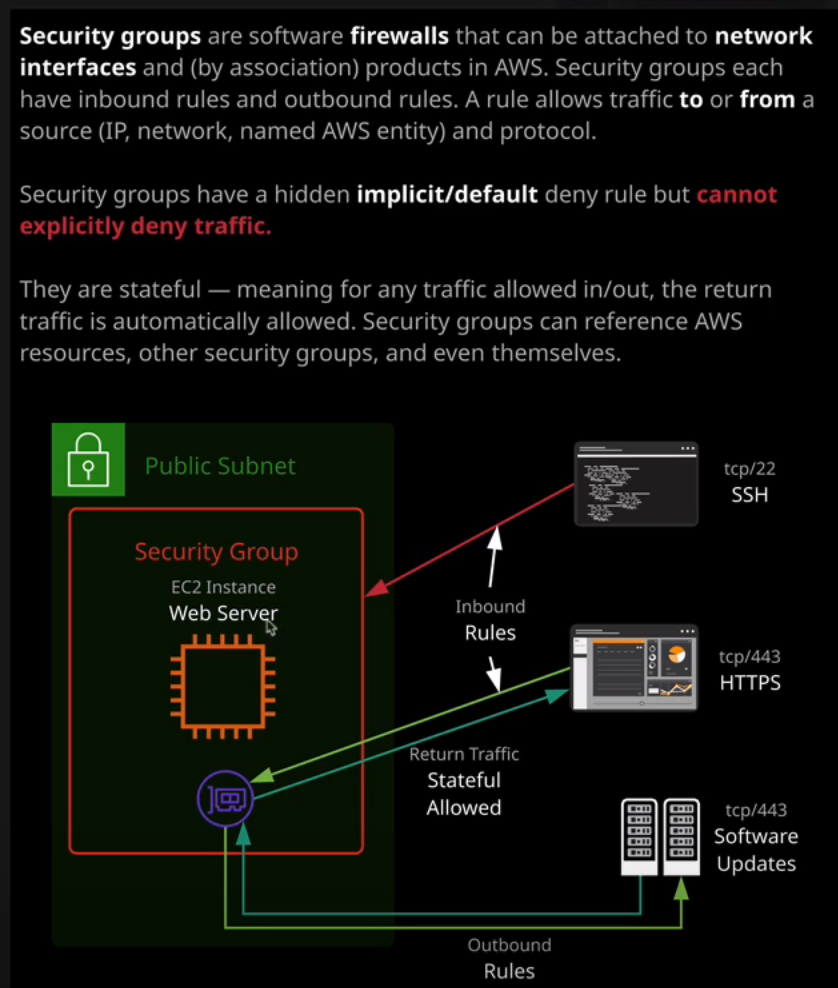 Security groups are software firewalls that can be attached to network
interfaces and (by association) products in AWS. Security groups each
have inbound rules and outbound rules. A rule allows traffic to or from a
source (IP, network, named AWS entity) and protocol.
Security groups have a hidden implicit/default deny rule but cannot
explicitly deny traffic.
They are stateful — meaning for any traffic allowed in/out, the return
traffic is automatically allowed. Security groups can reference AWS
resources, other security groups, and even themselves.
Public Subnet
Security Group
EC2 Instance
Web Server
tcp/22
SSH
Inbound
Rules
tcp/443
HTTPS
Return Traffic
Stateful
Allowed
tcp/443
Software
Updates
Outbound
Rules